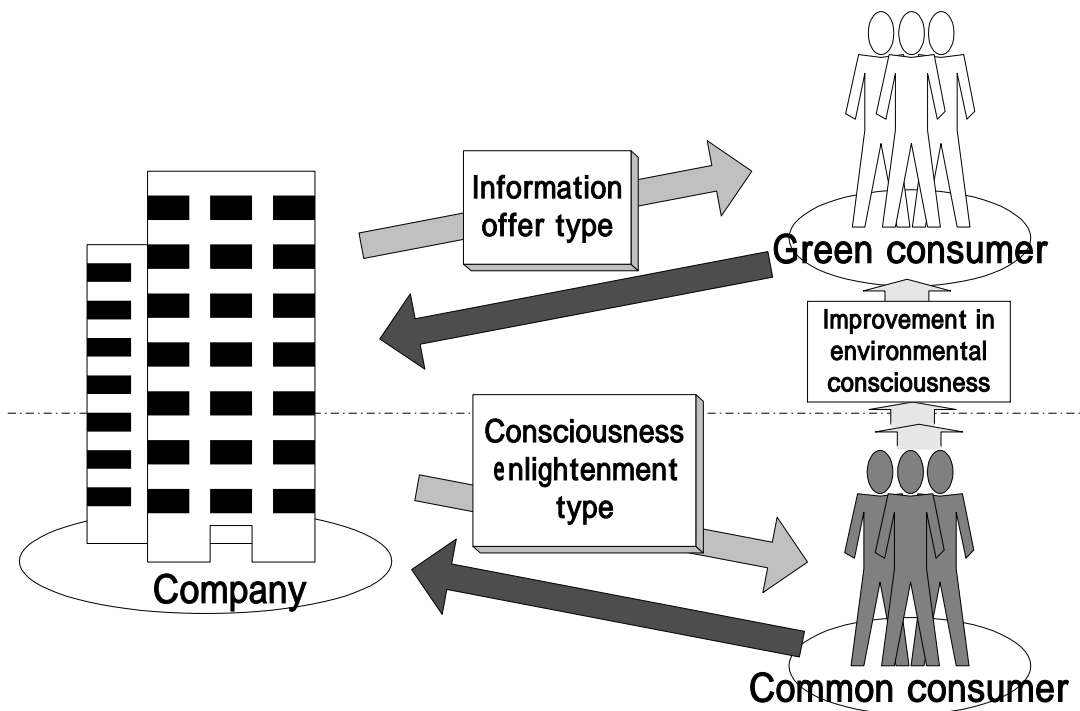 Information
offer type
Green consumer
Improvement in
environmental
consciousness
Consciousness
enlightenment
type
Company
Common consumer